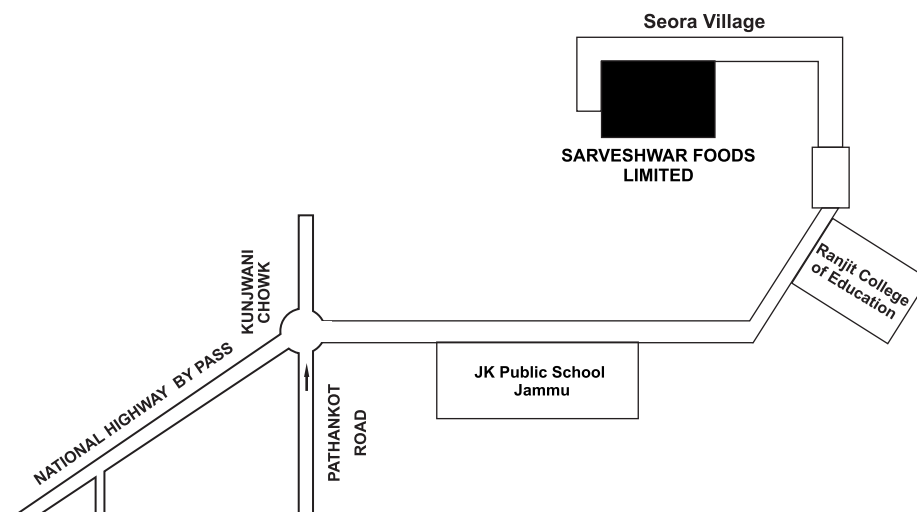 Seora Village
SARVESHWAR FOODS
LIMITED
Ranjit College
of Education
KUNJWANI
CHOWK
NATIONAL HIGHWAY BY PASS
JK Public School
Jammu
PATHANKOT
ROAD